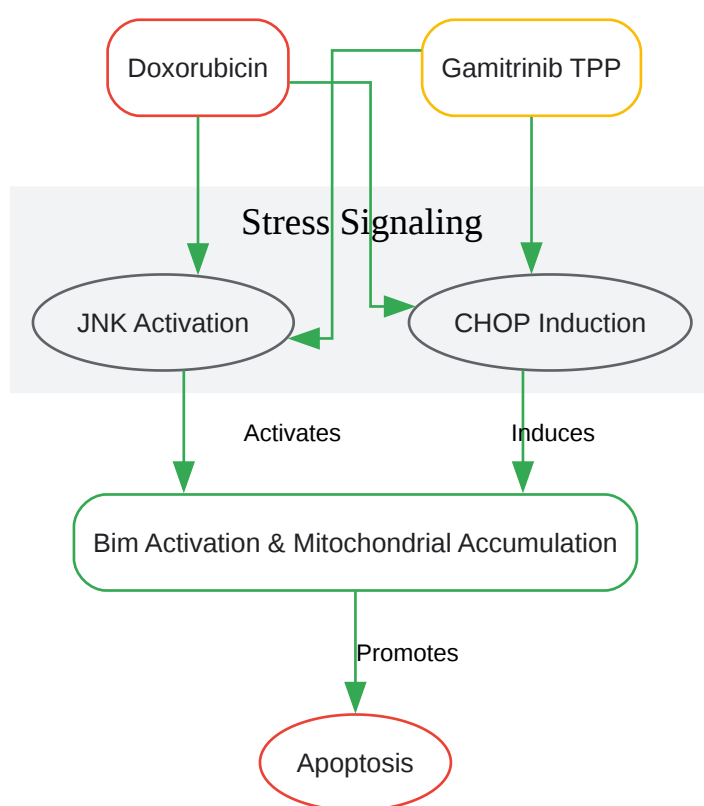 Doxorubicin
Gamitrinib TPP
Stress Signaling
JNK Activation
CHOP Induction
Activates
Induces
Bim Activation & Mitochondrial Accumulation
Promotes
Apoptosis